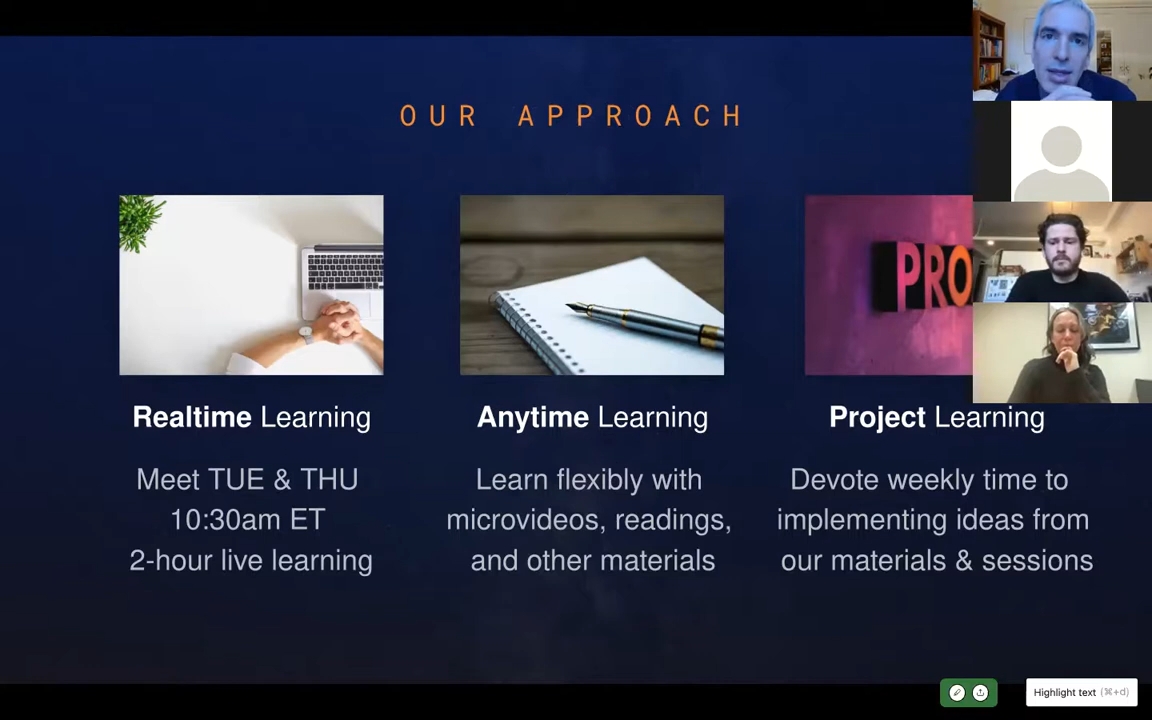 OUR APPROACH
PRO
Realtime Learning
Meet TUE & THU
10:30am ET
2-hour live learning
Anytime Learning
Learn flexibly with
microvideos, readings,
and other materials
Project Learning
Devote weekly time to
implementing ideas from
our materials & sessions
Highlight text (⌘+d)